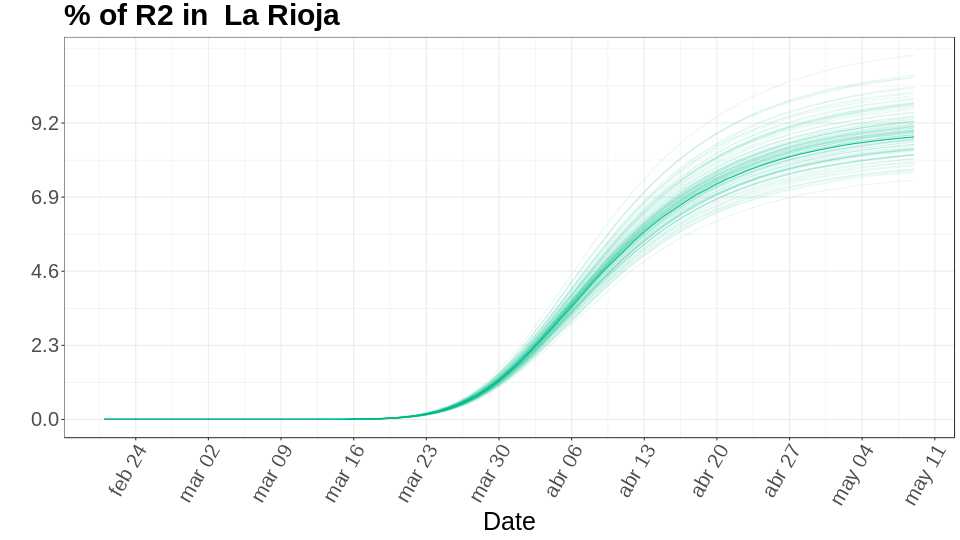 % of R2 in  La Rioja
9.2
6.9
4.6
2.3
0.0
feb 24
mar 02
mar 09
mar 16
mar 23
mar 30
abr 06
abr 13
abr 20
abr 27
may 04
may 11
Date